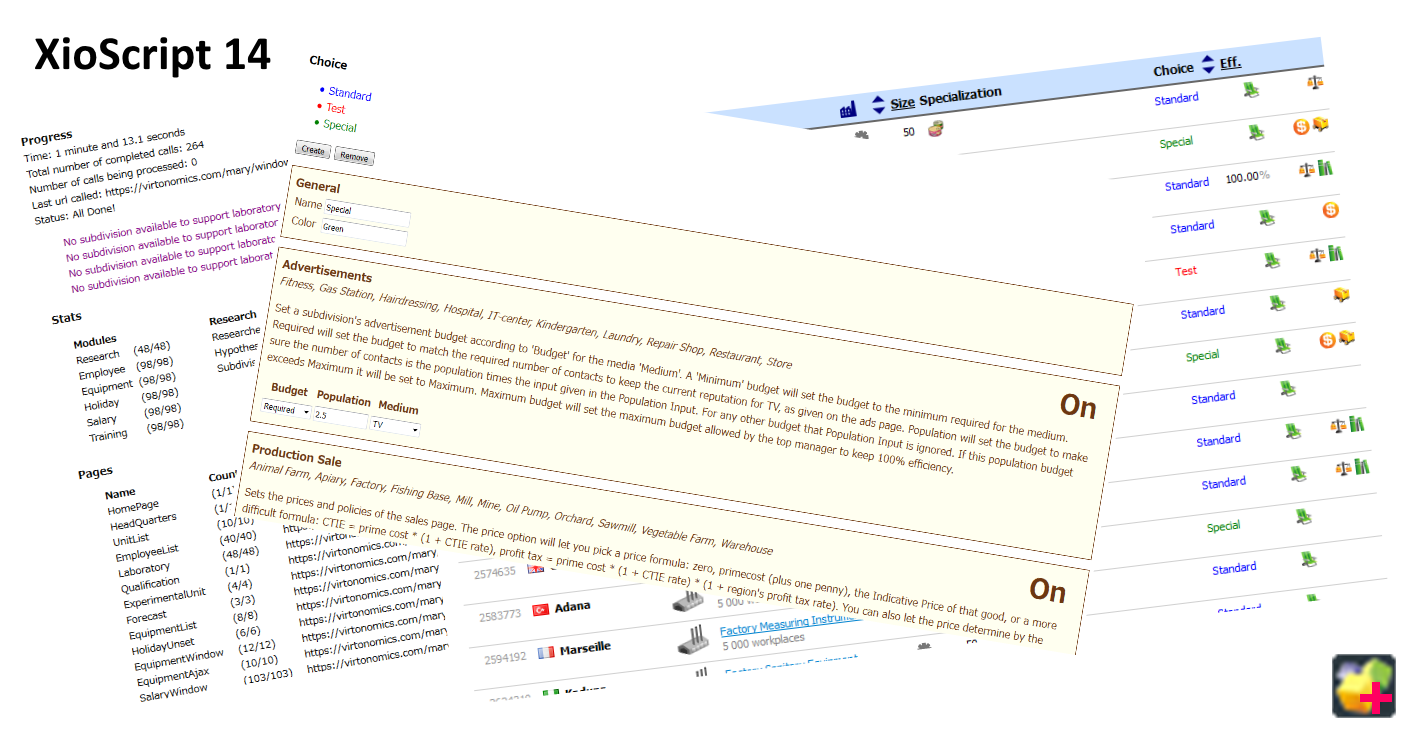 XioScript 14
Progress
Time: 1 minute and 13.1 seconds
Total number of completed calls: 264
Number of calls being processed: 0
Last url called: https://virtonomics.com/mary/window
Status: All Done!
No subdivision available to support laboratory
No subdivision available to support laborator
No subdivision available to support laborato
No subdivision available to support laborat
Stats
Modules
Research (48/48)
Employee (98/98)
Equipment (98/98)
Holiday (98/98)
Salary (98/98)
Training (98/98)
Research
Researche
Hypothe
Subdivis
Pages
Name
Coun
HomePage (1/1
HeadQuarters (1/
UnitList (10/10)
EmployeeList (40/40)
Laboratory (48/48)
Qualification (1/1)
ExperimentalUnit (4/4)
Forecast (3/3)
EquipmentList (8/8)
HolidayUnset (6/6)
EquipmentWindow (12/12)
EquipmentAjax (10/10)
SalaryWindow (103/103)
https://virton
https://virtonom
https://virtonomics
https://virtonomics.com/m
https://virtonomics.com/mary
https://virtonomics.com/mary
https://virtonomics.com/mary
https://virtonomics.com/mary
https://virtonomics.com/mar
https://virtonomics.com/mar
Choice
Standard
Test
Special
Create Remove
General
Name Special
Color Green
Advertisements
Fitness, Gas Station, Hairdressing, Hospital, IT-center, Kindergarten, Laundry, Repair Shop, Restaurant, Store
Set a subdivision's advertisement budget according to 'Budget' for the media 'Medium'. A 'Minimum' budget will set the budget to the minimum required for the medium.
Required will set the budget to match the required number of contacts to keep the current reputation for TV, as given on the ads page. Population will set the budget to make
sure the number of contacts is the population times the input given in the Population Input. For any other budget that Population Input is ignored. If this population budget
exceeds Maximum it will be set to Maximum. Maximum budget will set the maximum budget allowed by the top manager to keep 100% efficiency.
On
Budget Population Medium
Required 2.5 TV
Production Sale
Animal Farm, Apiary, Factory, Fishing Base, Mill, Mine, Oil Pump, Orchard, Sawmill, Vegetable Farm, Warehouse
Sets the prices and policies of the sales page. The price option will let you pick a price formula: zero, primecost (plus one penny), the Indicative Price of that good, or a more
difficult formula: CTIE = prime cost * (1 + CTIE rate), profit tax = prime cost * (1 + CTIE rate) * (1 + region's profit tax rate). You can also let the price determine by the
On
Size Specialization
Choice Eff.
50
Standard
Special
Standard 100.00%
Standard
Test
Standard
Special
Standard
Standard
Standard
Special
Standard
Standard
2574635
5 000
2583773 Adana
Factory Measuring Instrum
5 000 workplaces
2594192 Marseille
Factory Sanitary Equipment
50